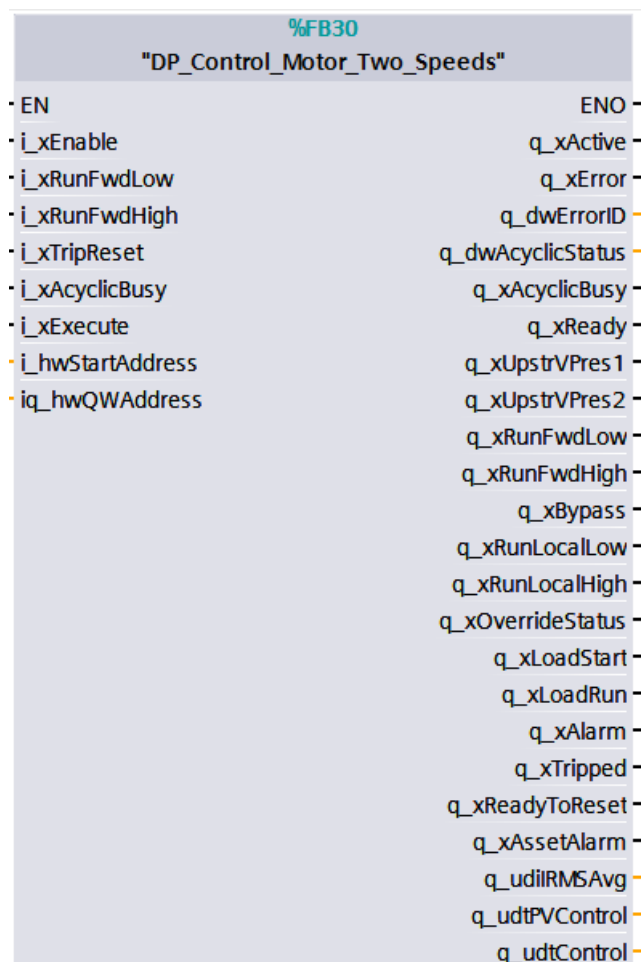 %FB30
"DP_Control_Motor_Two_Speeds"
EN ENO
i_xEnable q_xActive
i_xRunFwdLow q_xError
i_xRunFwdHigh q_dwErrorID
i_xTripReset q_dwAcyclicStatus
i_xAcyclicBusy q_xAcyclicBusy
i_xExecute q_xReady
i_hwStartAddress q_xUpstrVPres1
iq_hwQWAddress q_xUpstrVPres2
q_xRunFwdLow
q_xRunFwdHigh
q_xBypass
q_xRunLocalLow
q_xRunLocalHigh
q_xOverrideStatus
q_xLoadStart
q_xLoadRun
q_xAlarm
q_xTripped
q_xReadyToReset
q_xAssetAlarm
q_udiIRMSAvg
q_udtPVControl
q_udtControl